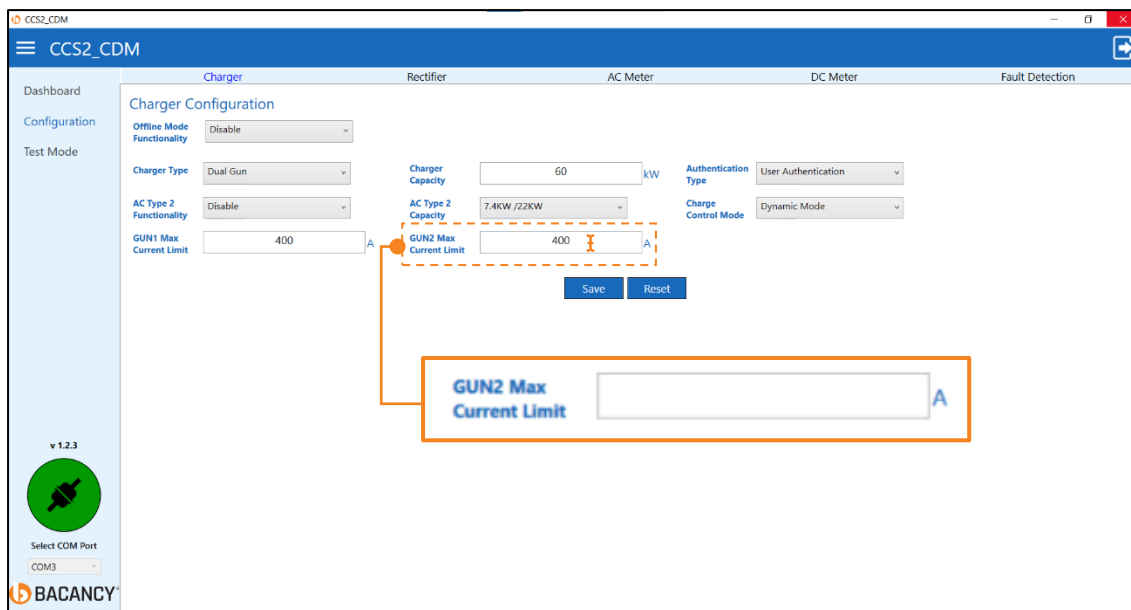 CCS2_CDM
CCS2_CDM
Charger Rectifier AC Meter DC Meter Fault Detection
Dashboard
Configuration
Test Mode
Charger Configuration
Offline Mode
Functionality
Disable
Charger Type
Dual Gun
Charger
Capacity
60
kW
Authentication
Type
User Authentication
AC Type 2
Functionality
Disable
AC Type 2
Capacity
7.4KW /22KW
Charge
Control Mode
Dynamic Mode
GUN1 Max
Current Limit
400
A
GUN2 Max
Current Limit
400
A
Save Reset
GUN2 Max
Current Limit
A
v 1.2.3
Select COM Port
COM3
BACANCY